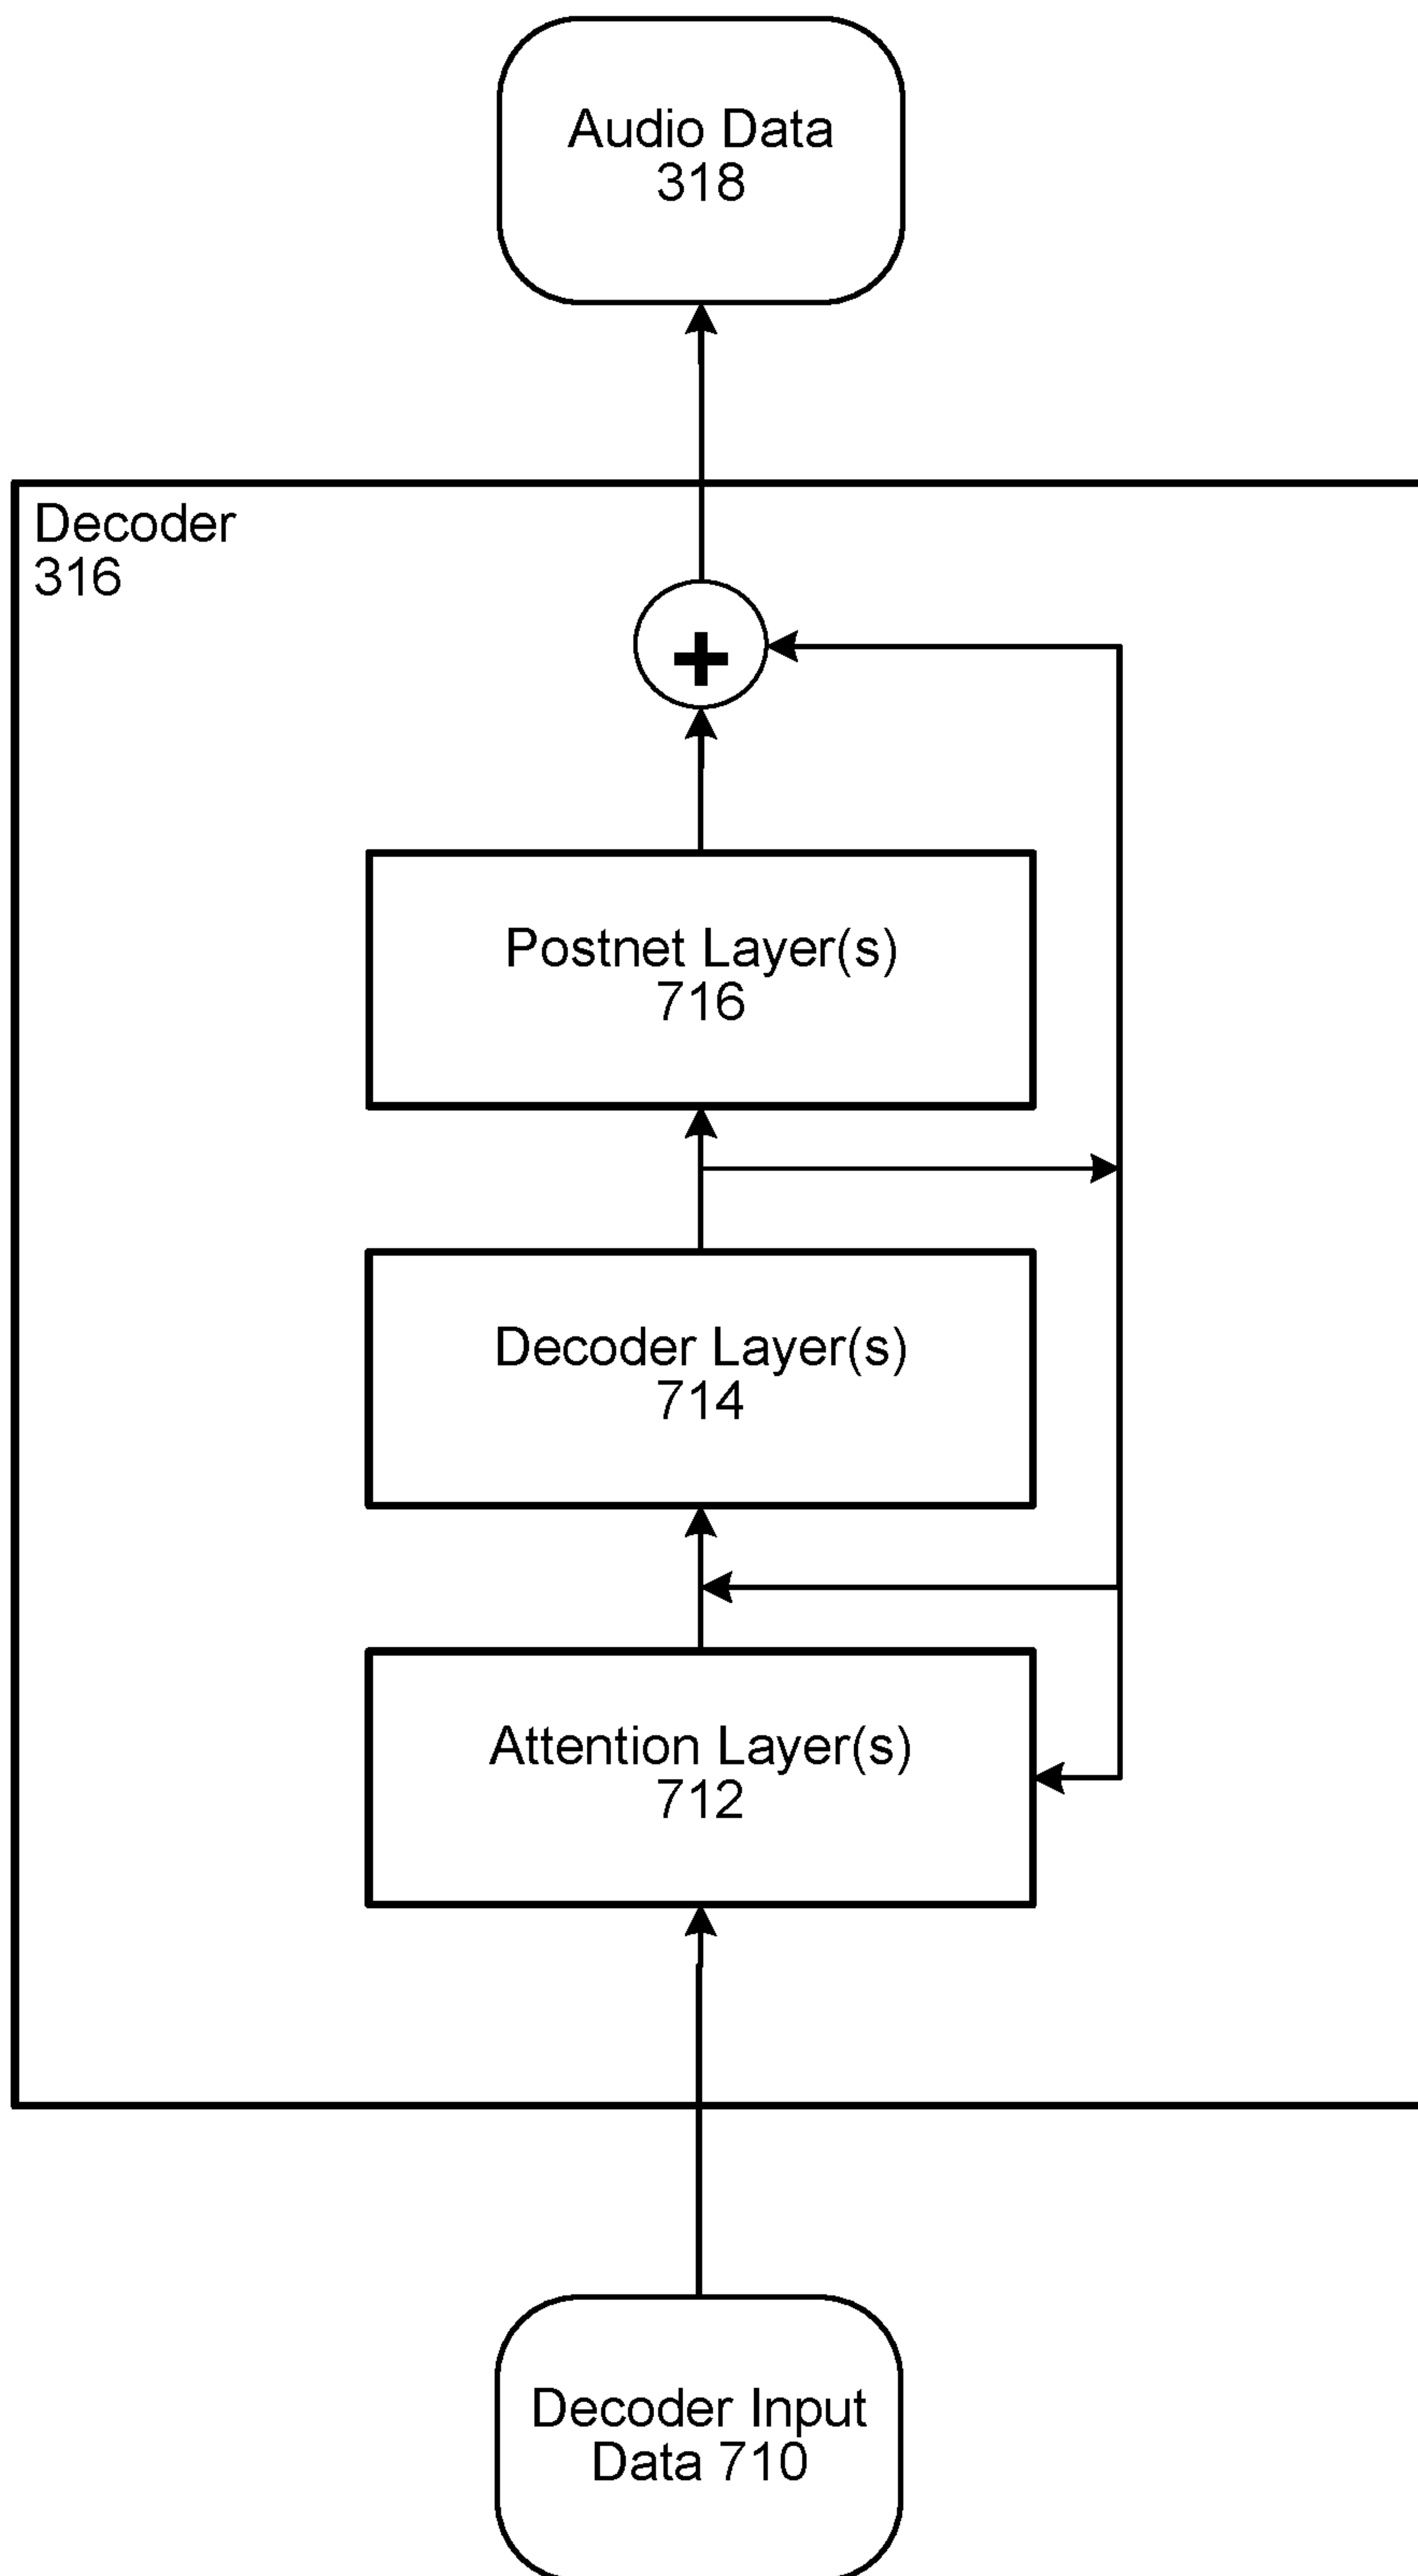 Audio Data
318
Decoder
316
+
Postnet Layer(s)
716
Decoder Layer(s)
714
Attention Layer(s)
712
Decoder Input
Data 710